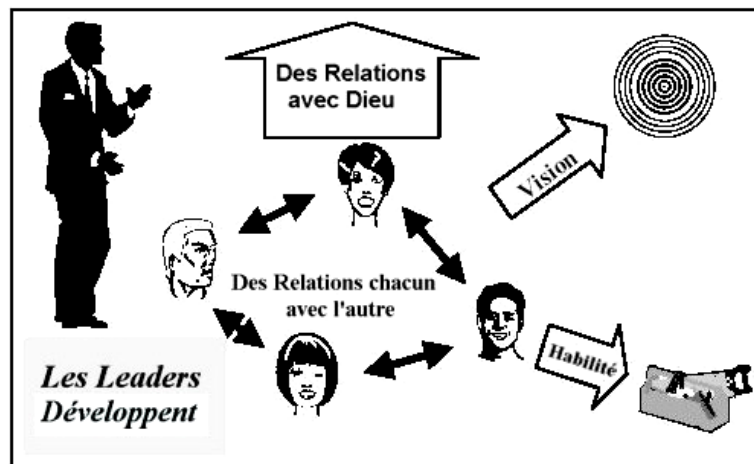 Des Relations
avec Dieu
Vision
Des Relations chacun
avec l'autre
Habilité
Les Leaders
Développent